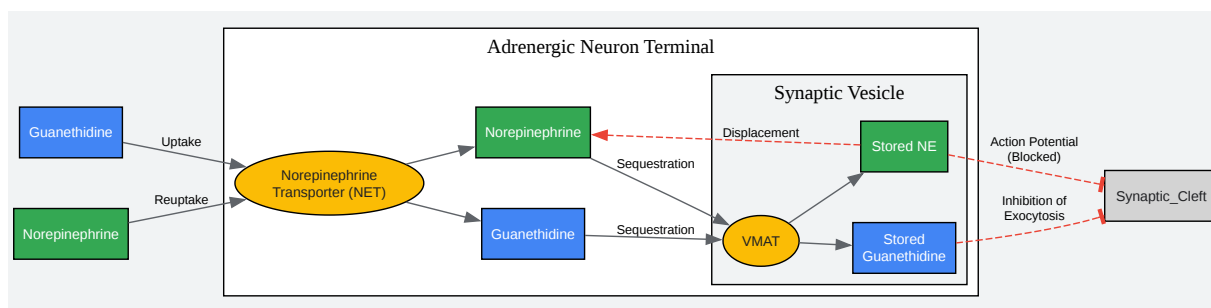 Adrenergic Neuron Terminal
Synaptic Vesicle
Guanethidine
Uptake
Norepinephrine
Reuptake
Norepinephrine
Transporter (NET)
Norepinephrine
Sequestration
Guanethidine
Sequestration
Displacement
VMAT
Stored NE
Stored
Guanethidine
Action Potential
(Blocked)
Inhibition of
Exocytosis
Synaptic_Cleft